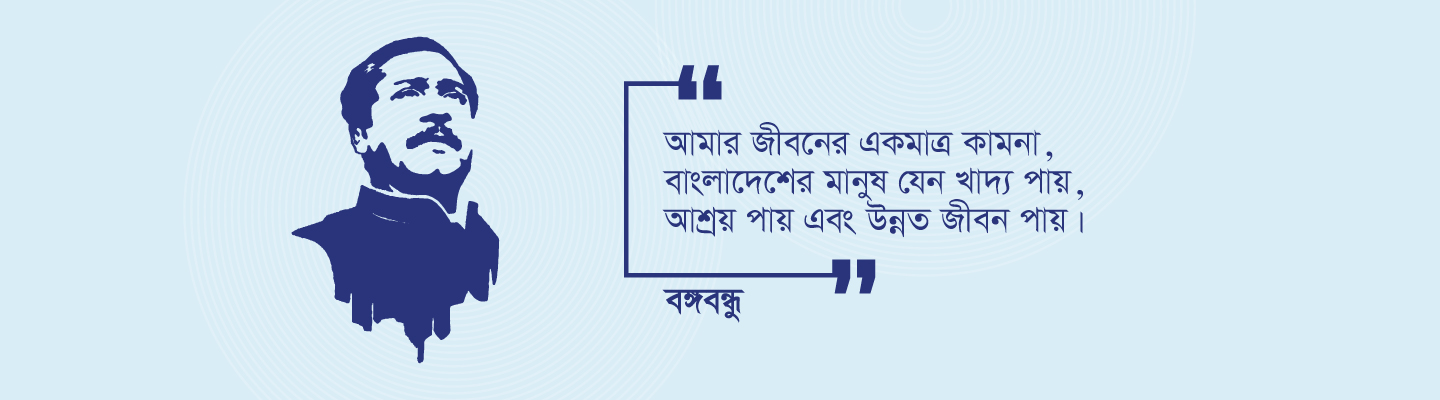 আমার জীবনের একমাত্র কামনা,
বাংলাদেশের মানুষ যেন খাদ্য পায়,
আশ্রয় পায় এবং উন্নত জীবন পায়।
বঙ্গবন্ধু